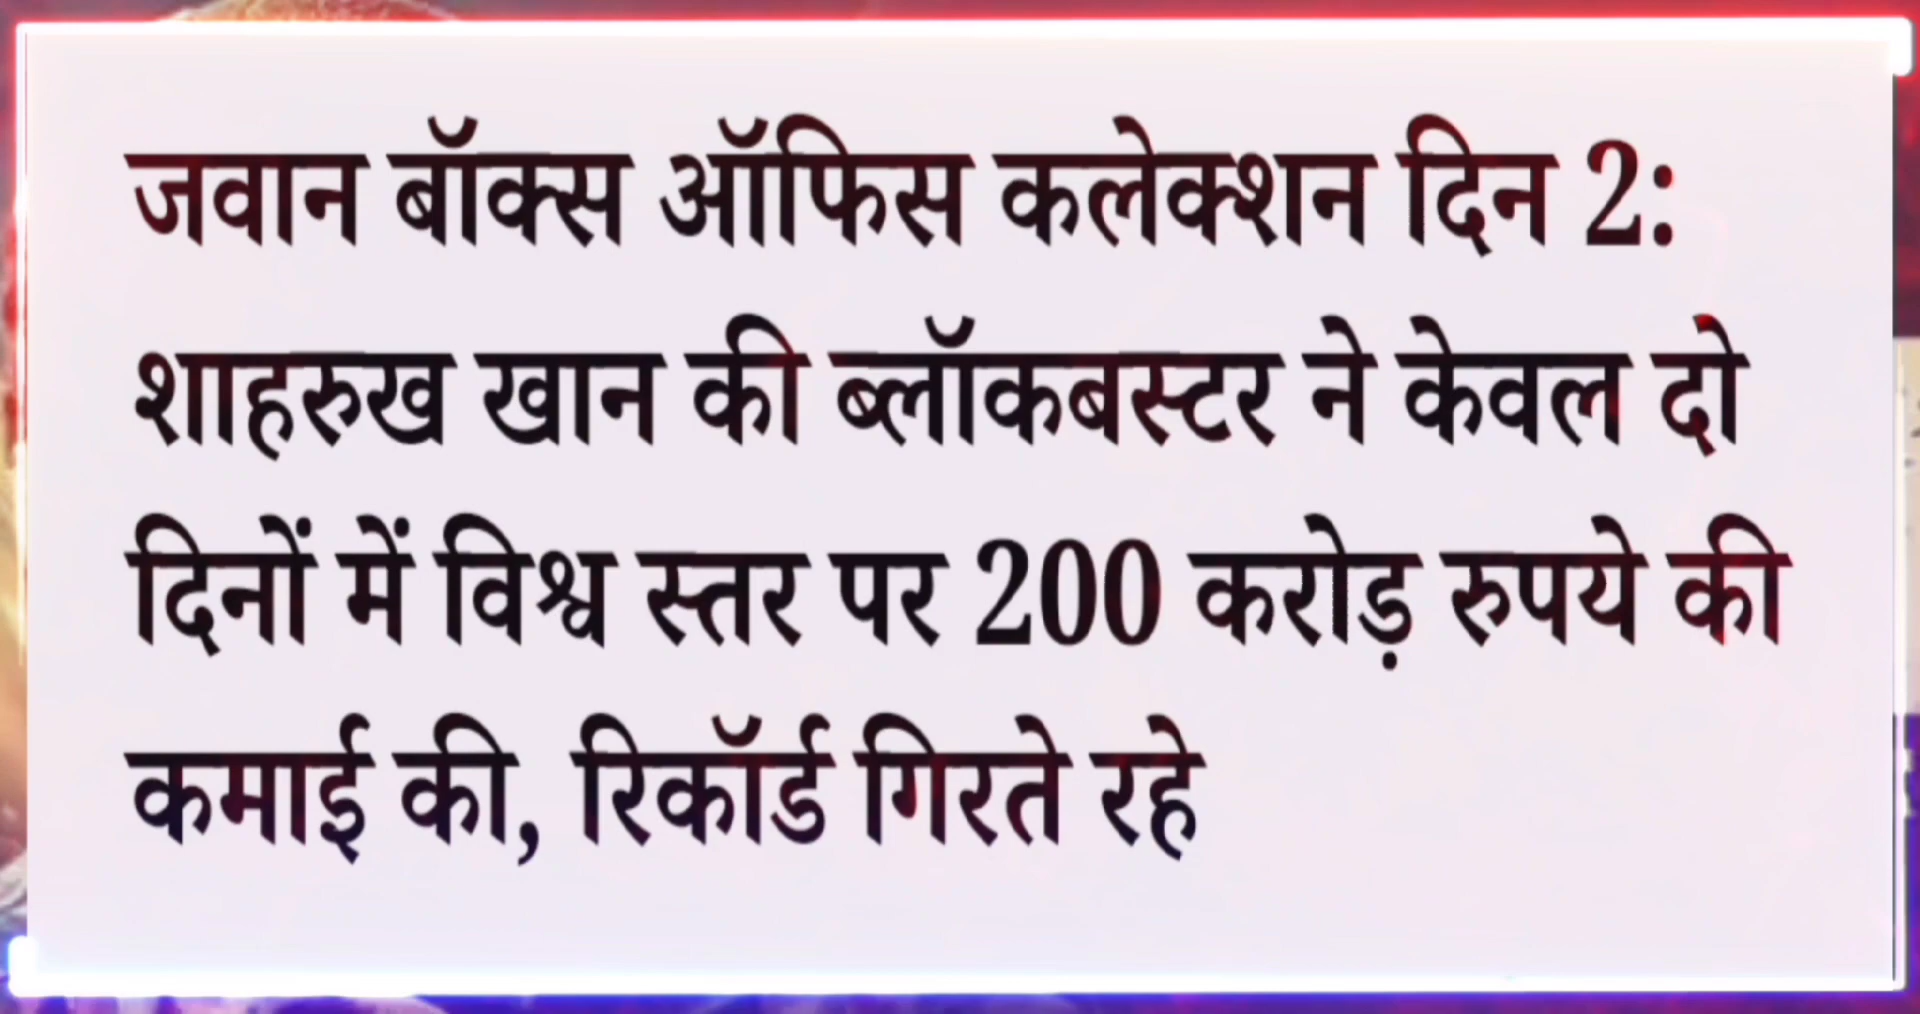 जवान बॉक्स ऑफिस कलेक्शन दिन 2:
शाहरुख खान की ब्लॉकबस्टर ने केवल दो
दिनों में विश्व स्तर पर 200 करोड़ रुपये की
कमाई की, रिकॉर्ड गिरते रहे